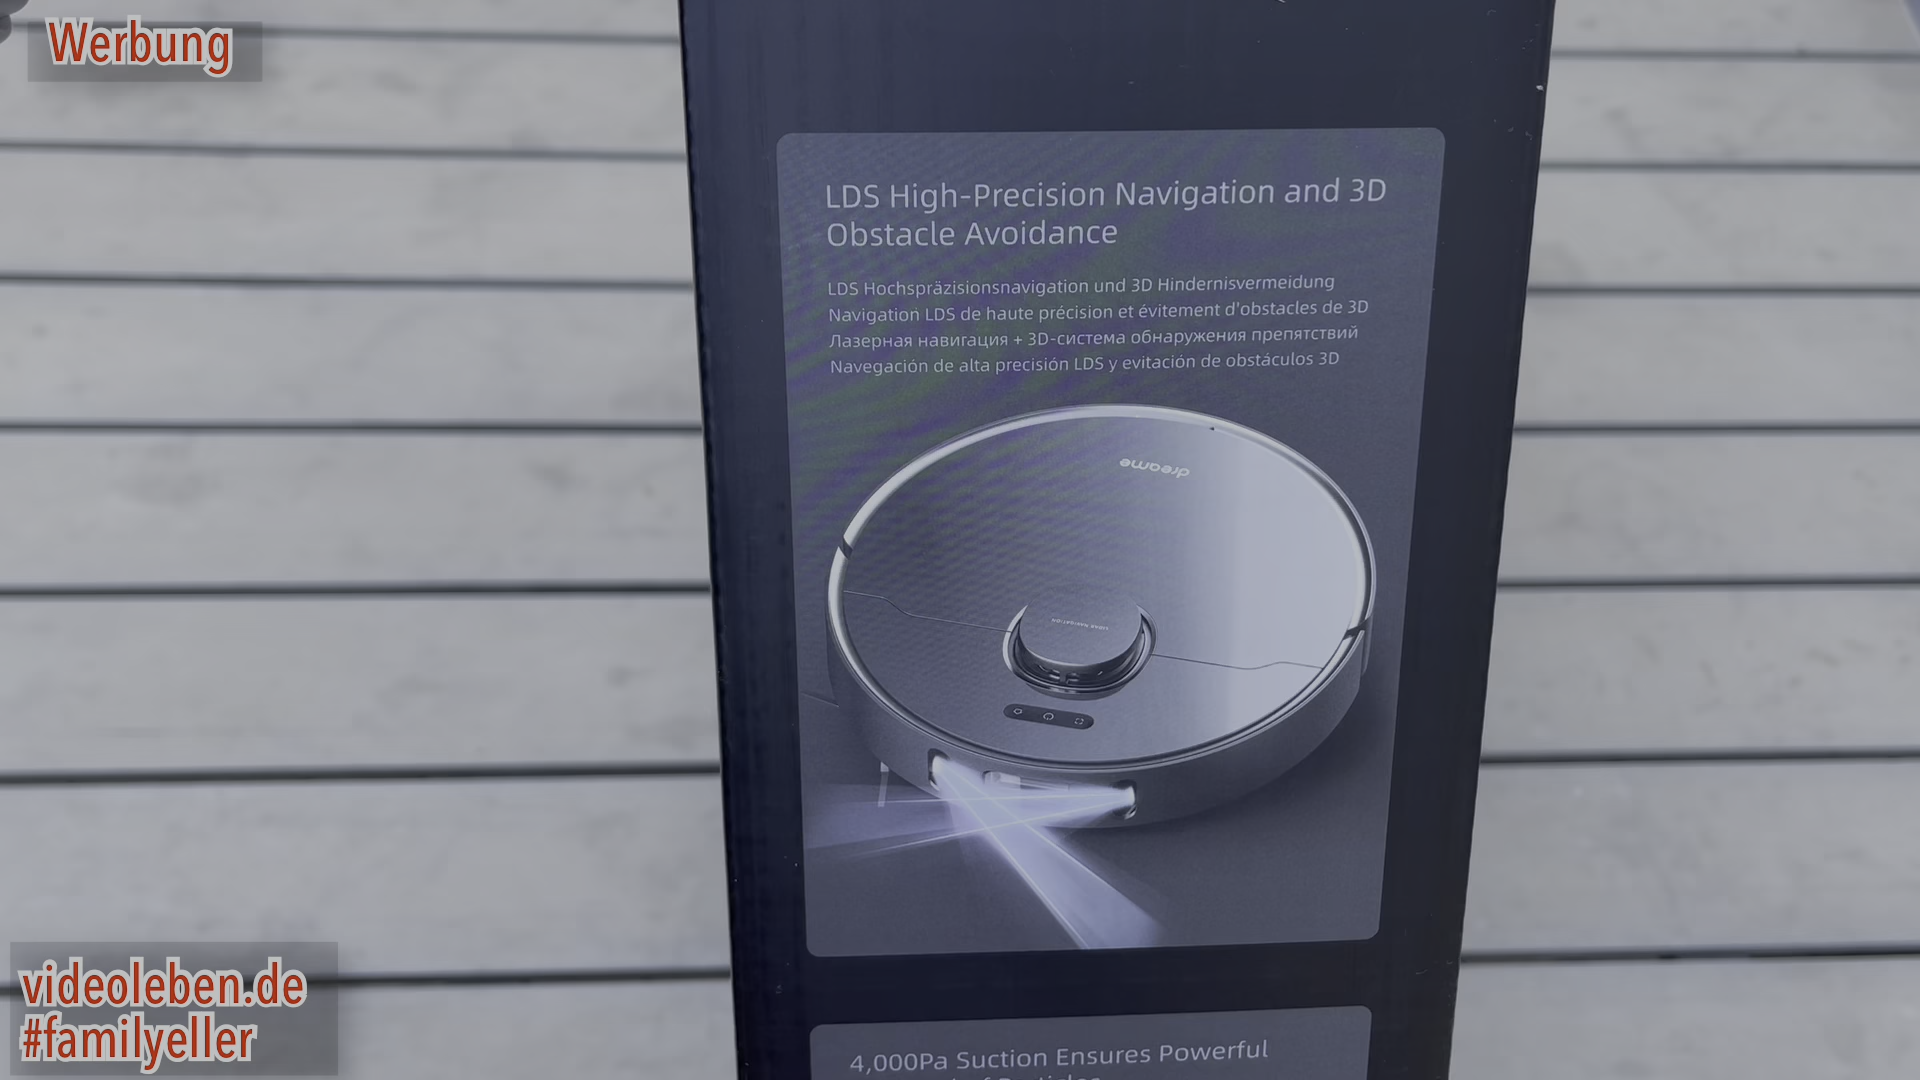 Werbung
LDS High-Precision Navigation and 3D
Obstacle Avoidance
LDS Hochspräzisionsnavigation und 3D Hindernisvermeidung
Navigation LDS de haute précision et évitement d'obstacles de 3D
Лазерная навигация + 3D-система обнаружения препятствий
Navegación de alta precisión LDS y evitación de obstáculos 3D
dreame
LIDAR NAVIGATION
videoleben.de
#familyeller
4,000Pa Suction Ensures Powerful